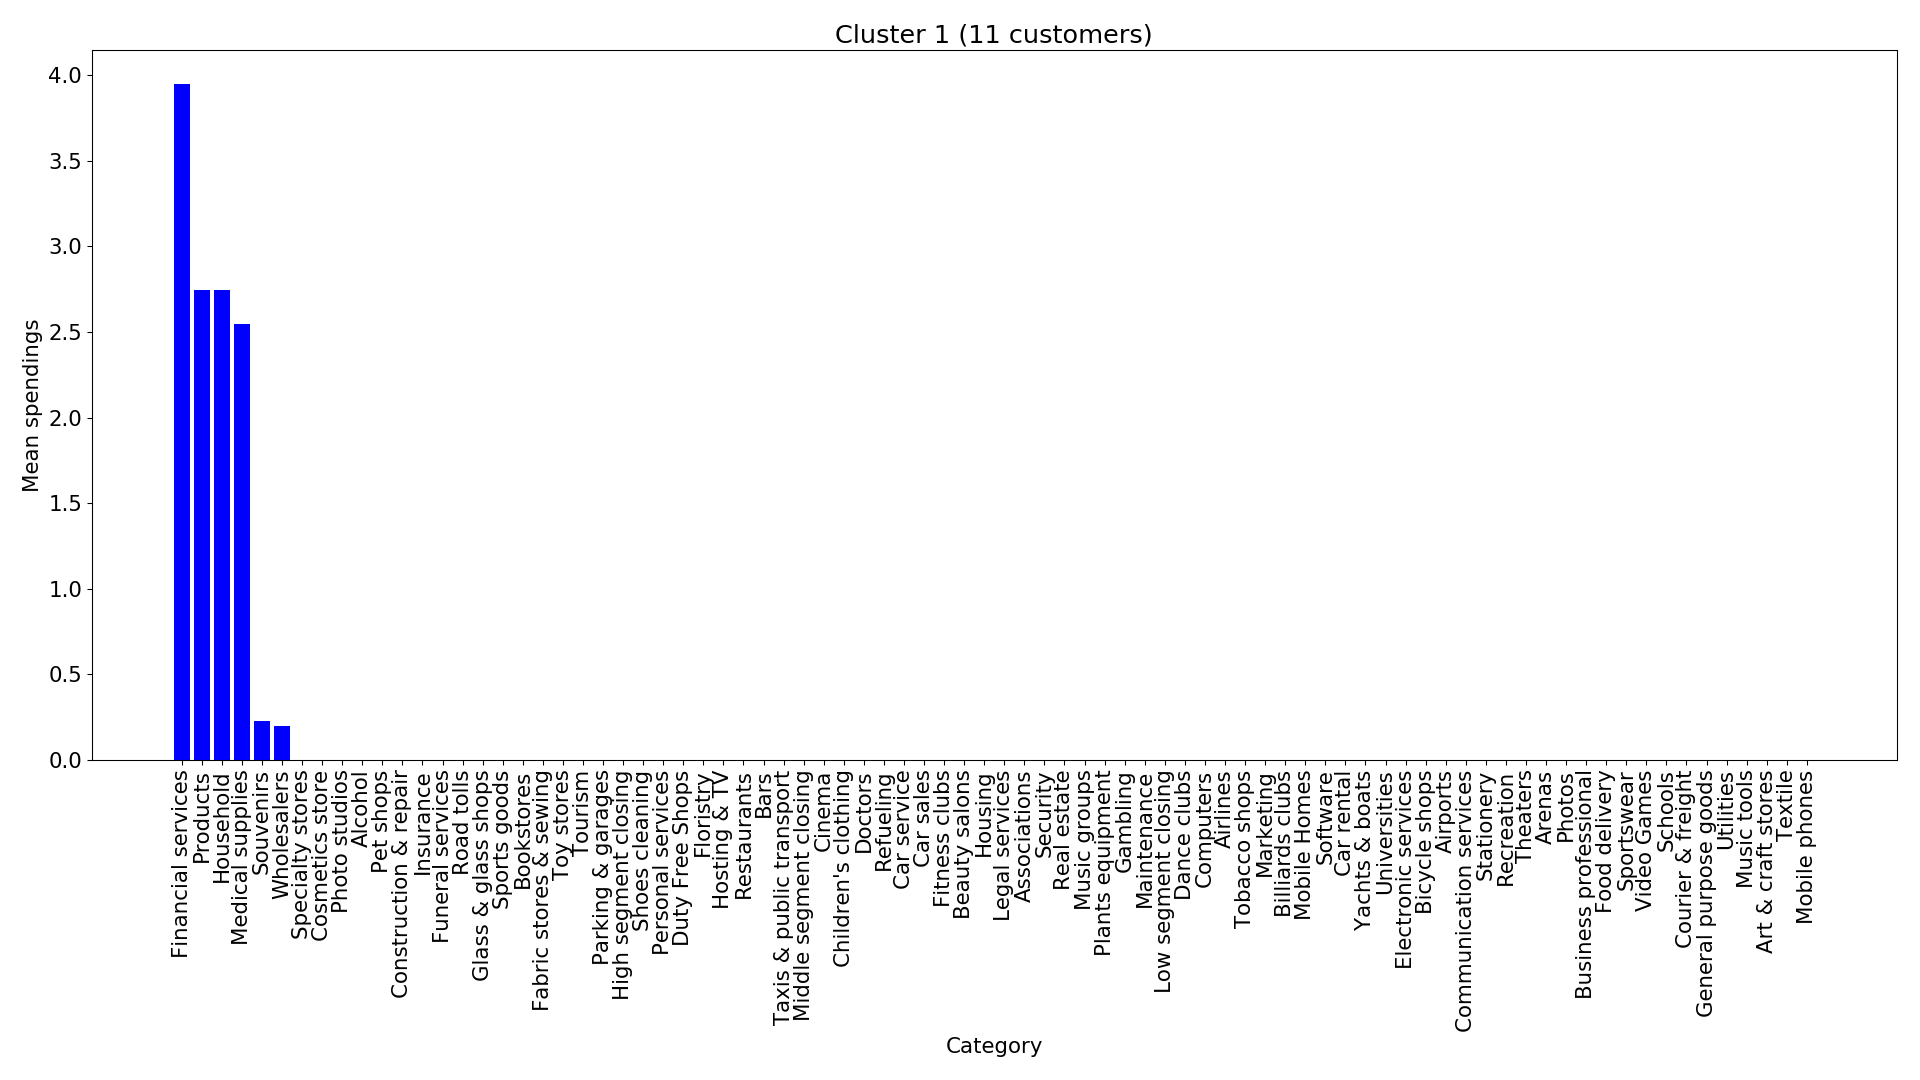 Cluster 1 (11 customers)
4.0
3.5
3.0
2.5
2.0
1.5
1.0
0.5
0.0
Mean spendings
Financial services
Products
Household
Medical supplies
Souvenirs
Wholesalers
Specialty stores
Cosmetics store
Photo studios
Alcohol
Pet shops
Construction & repair
Insurance
Funeral services
Road tolls
Glass & glass shops
Sports goods
Bookstores
Fabric stores & sewing
Toy stores
Tourism
Parking & garages
High segment closing
Shoes cleaning
Personal services
Duty Free Shops
Floristry
Hosting & TV
Restaurants
Bars
Taxis & public transport
Middle segment closing
Cinema
Children's clothing
Doctors
Refueling
Car service
Car sales
Fitness clubs
Beauty salons
Housing
Legal services
Associations
Security
Real estate
Music groups
Plants equipment
Gambling
Maintenance
Low segment closing
Dance clubs
Computers
Airlines
Tobacco shops
Marketing
Billiards clubs
Mobile Homes
Software
Car rental
Yachts & boats
Universities
Electronic services
Bicycle shops
Airports
Communication services
Stationery
Recreation
Theaters
Arenas
Photos
Business professional
Food delivery
Sportswear
Video Games
Schools
Courier & freight
General purpose goods
Utilities
Music tools
Art & craft stores
Textile
Mobile phones
Category